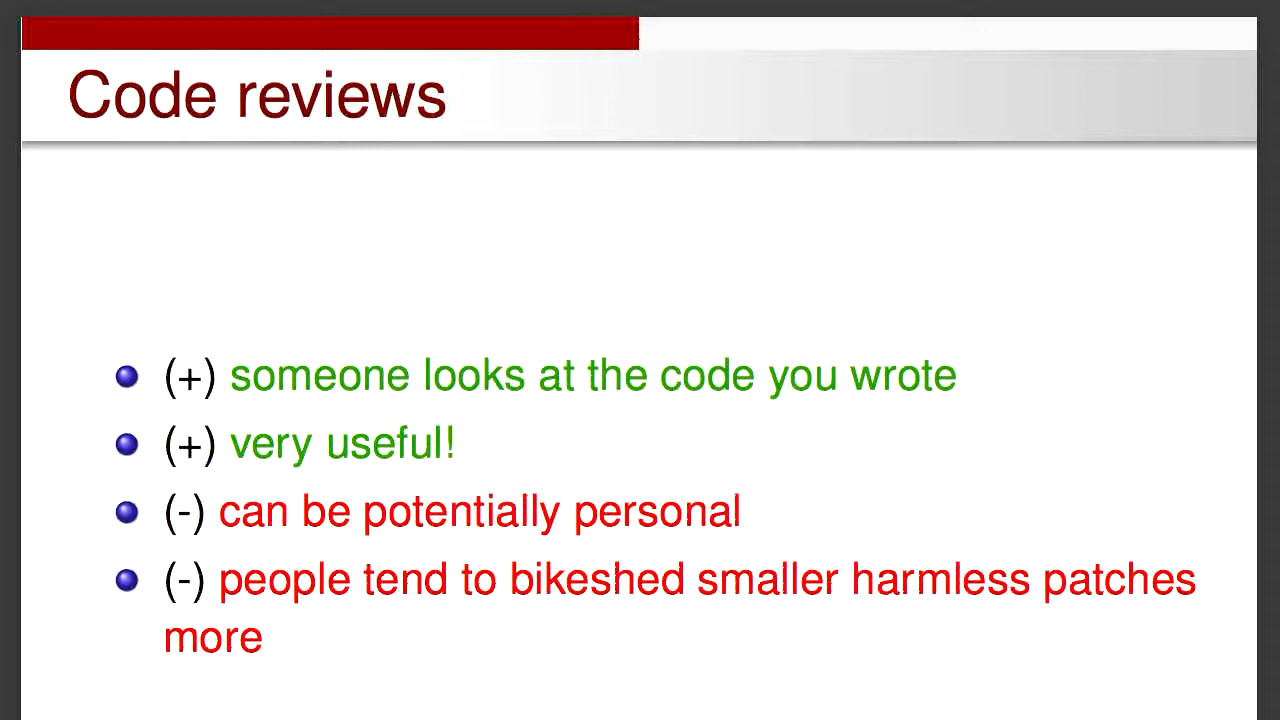 Code reviews
(+) someone looks at the code you wrote
(+) very useful!
(-) can be potentially personal
(-) people tend to bikeshed smaller harmless patches
more